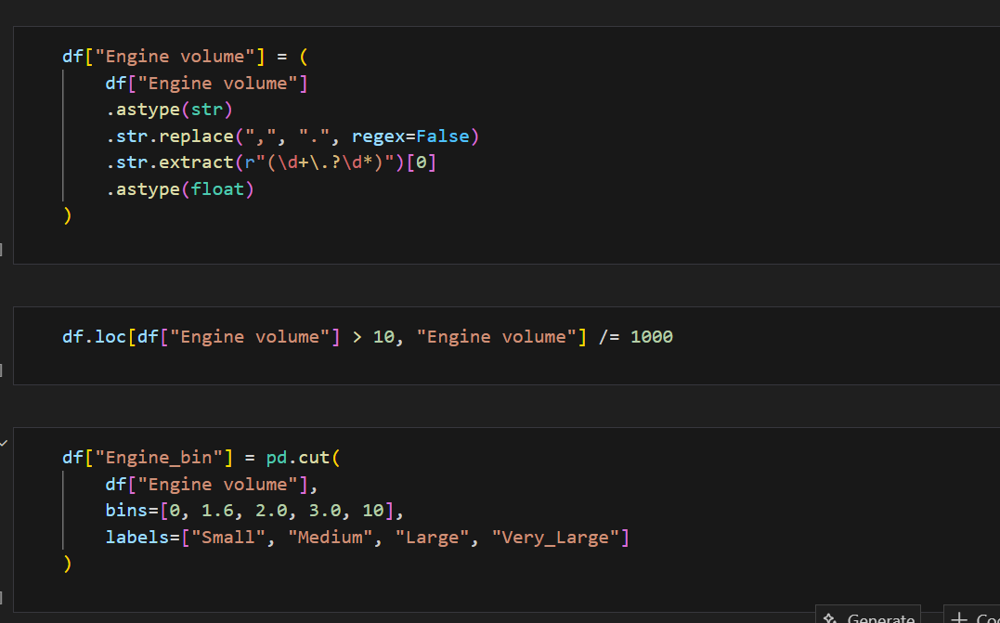 df["Engine volume"] = (
    df["Engine volume"]
    .astype(str)
    .str.replace(",", ".", regex=False)
    .str.extract(r"(\d+\.?\d*)")[0]
    .astype(float)
)
df.loc[df["Engine volume"] > 10, "Engine volume"] /= 1000
df["Engine_bin"] = pd.cut(
    df["Engine volume"],
    bins=[0, 1.6, 2.0, 3.0, 10],
    labels=["Small", "Medium", "Large", "Very_Large"]
)
Generate